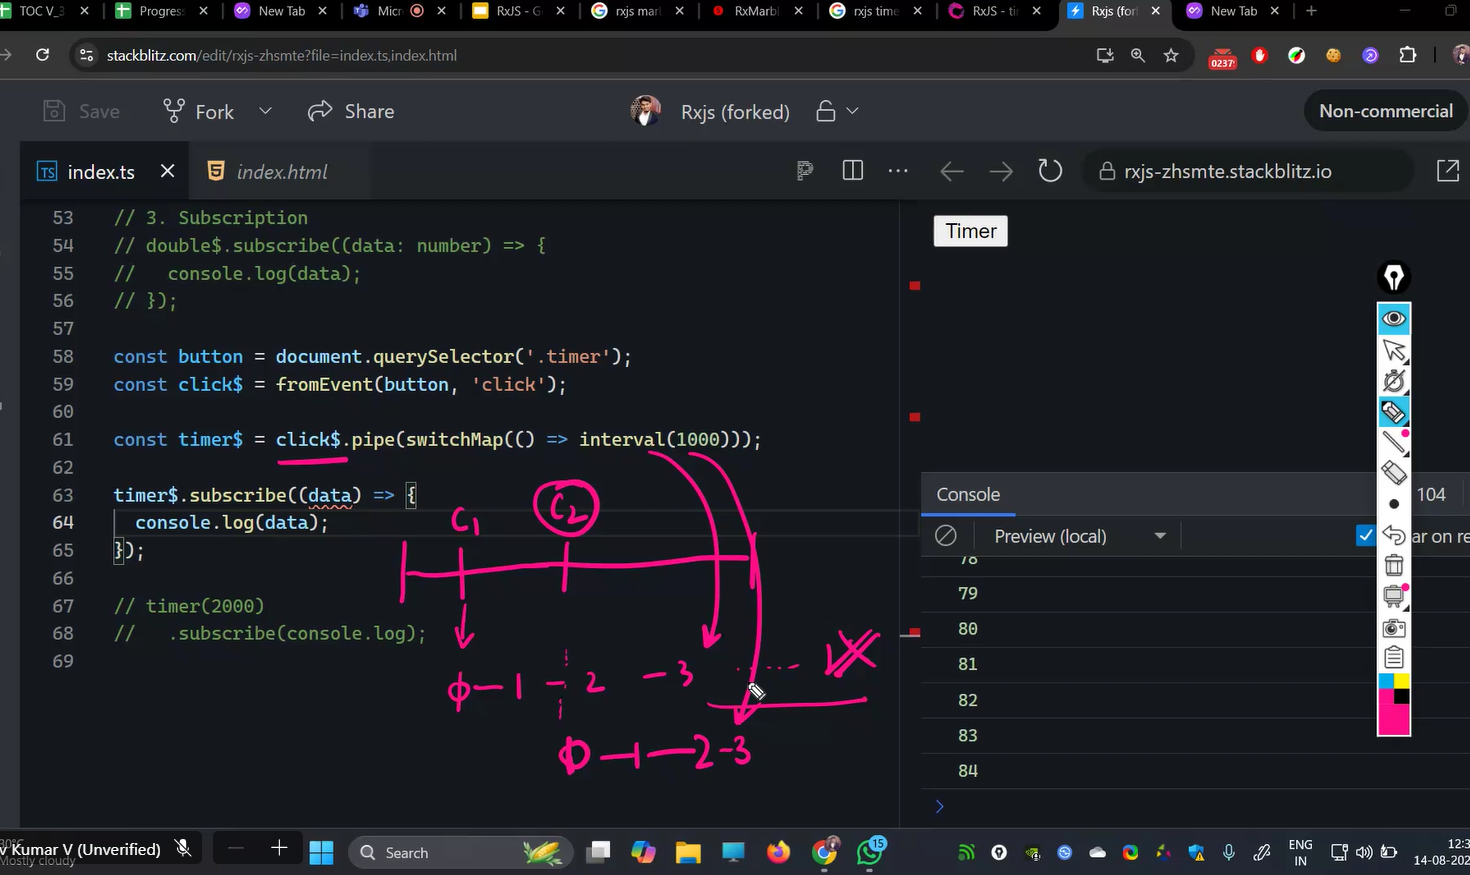 TOC V_3
Progres
New Tab
Micr
RxJS - G
rxjs mar
RxMarbl
rxjs time
RxJS - ti
Rxjs (for
New Tab
stackblitz.com/edit/rxjs-zhsmte?file=index.ts,index.html
0237
Save
Fork
Share
Rxjs (forked)
Non-commercial
TS index.ts
index.html
rxjs-zhsmte.stackblitz.io
53 // 3. Subscription
54 // double$.subscribe((data: number) => {
55 //   console.log(data);
56 // });
57
58 const button = document.querySelector('.timer');
59 const click$ = fromEvent(button, 'click');
60
61 const timer$ = click$.pipe(switchMap(() => interval(1000)));
62
63 timer$.subscribe((data) => {
64   console.log(data);
65 });
66
67 // timer(2000)
68 //   .subscribe(console.log);
69
C1
C2
0 - 1 - 2 - 3 ......
0 - 1 - 2 - 3
Timer
Console
104
Preview (local)
ar on re
78
79
80
81
82
83
84
v Kumar V (Unverified)
Mostly cloudy
Search
15
ENG
IN
12:3
14-08-202